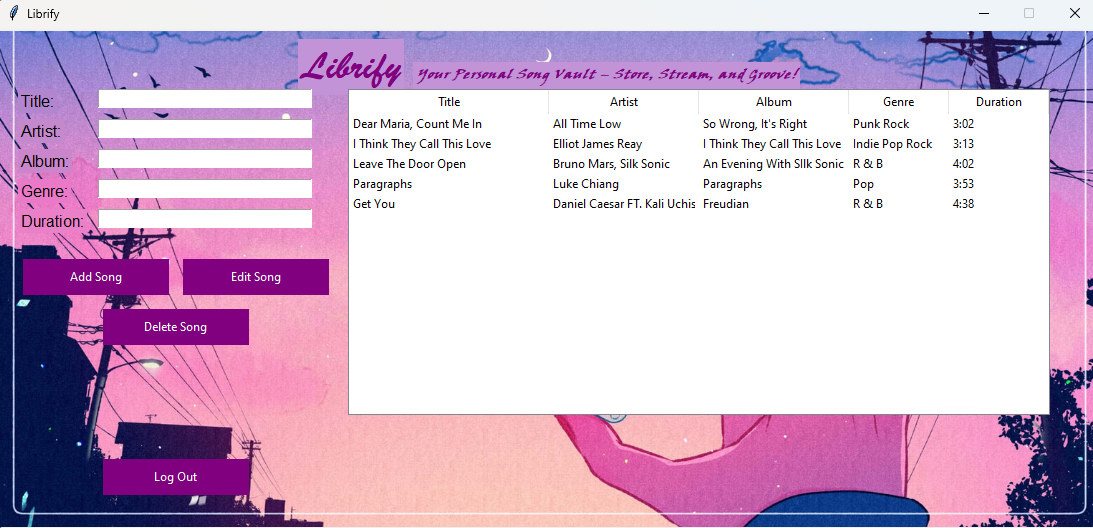 Librify
Librify
Your Personal Song Vault – Store, Stream, and Groove!
Title:
Artist:
Album:
Genre:
Duration:
Add Song
Edit Song
Delete Song
Log Out
Title Artist Album Genre Duration
Dear Maria, Count Me In All Time Low So Wrong, It's Right Punk Rock 3:02
I Think They Call This Love Elliot James Reay I Think They Call This Love Indie Pop Rock 3:13
Leave The Door Open Bruno Mars, SIlk Sonic An Evening With SIlk Sonic R & B 4:02
Paragraphs Luke Chiang Paragraphs Pop 3:53
Get You Daniel Caesar FT. Kali Uchis Freudian R & B 4:38